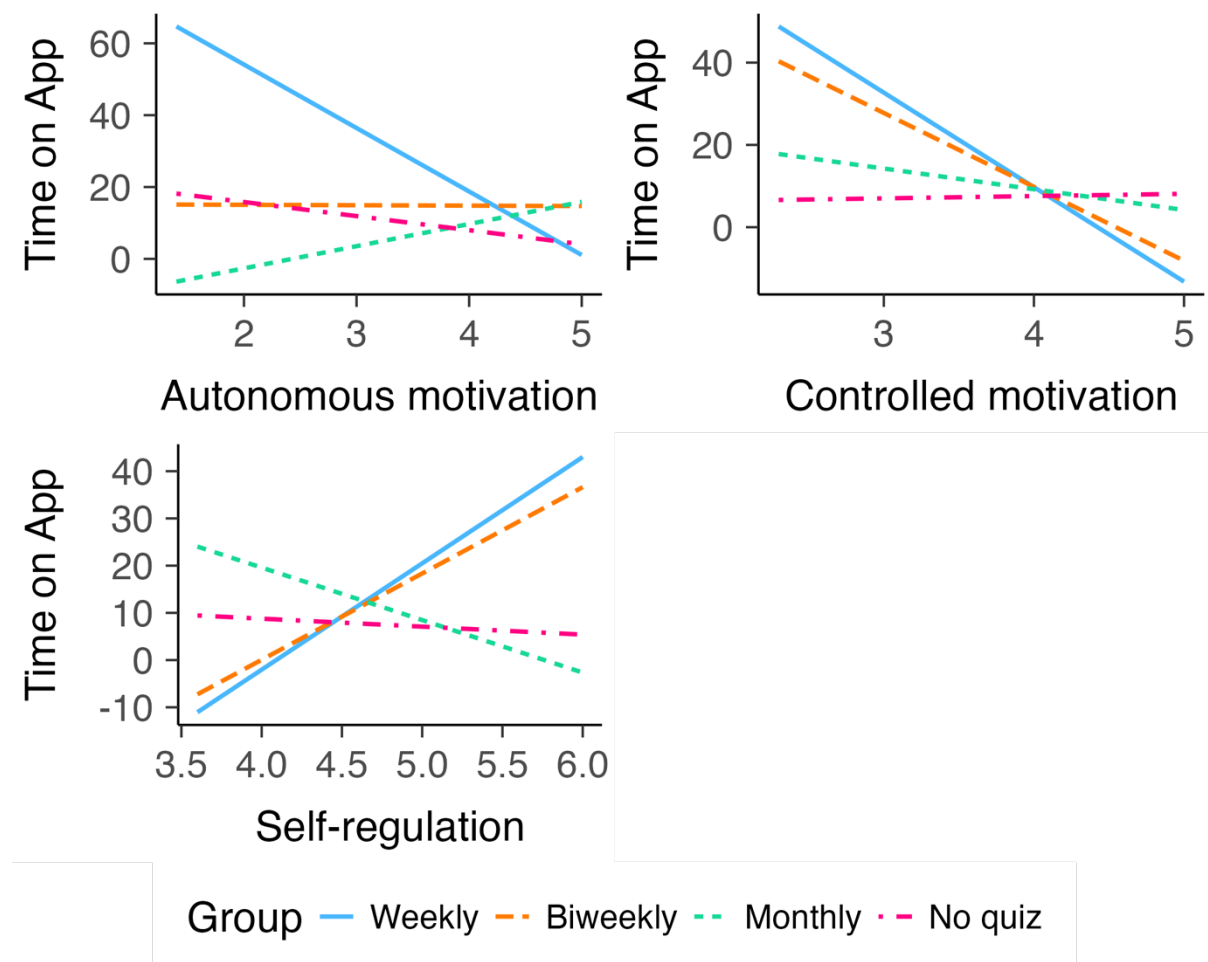 Time on App
60
40
20
0
2 3 4 5
Autonomous motivation
Time on App
40
20
0
3 4 5
Controlled motivation
Time on App
40
30
20
10
0
-10
3.5 4.0 4.5 5.0 5.5 6.0
Self-regulation
Group Weekly Biweekly Monthly No quiz